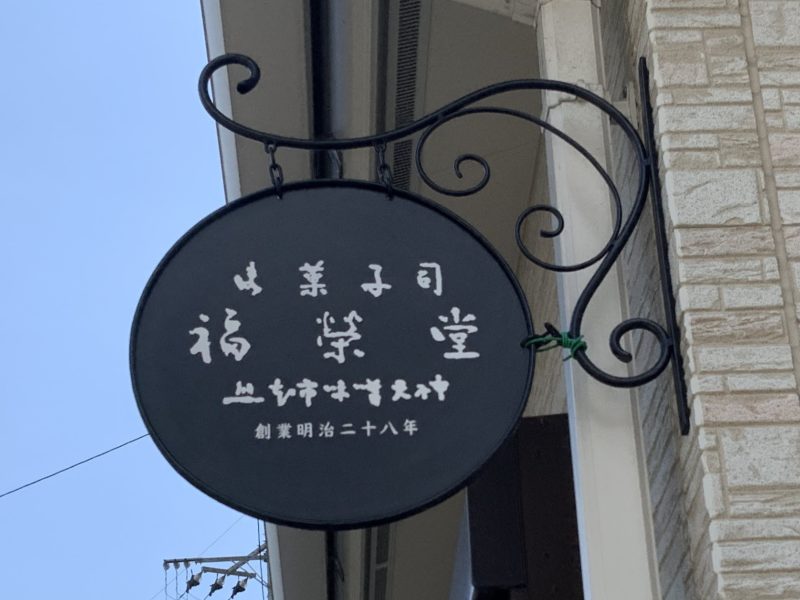 御菓子司
福榮堂
創業明治二十八年